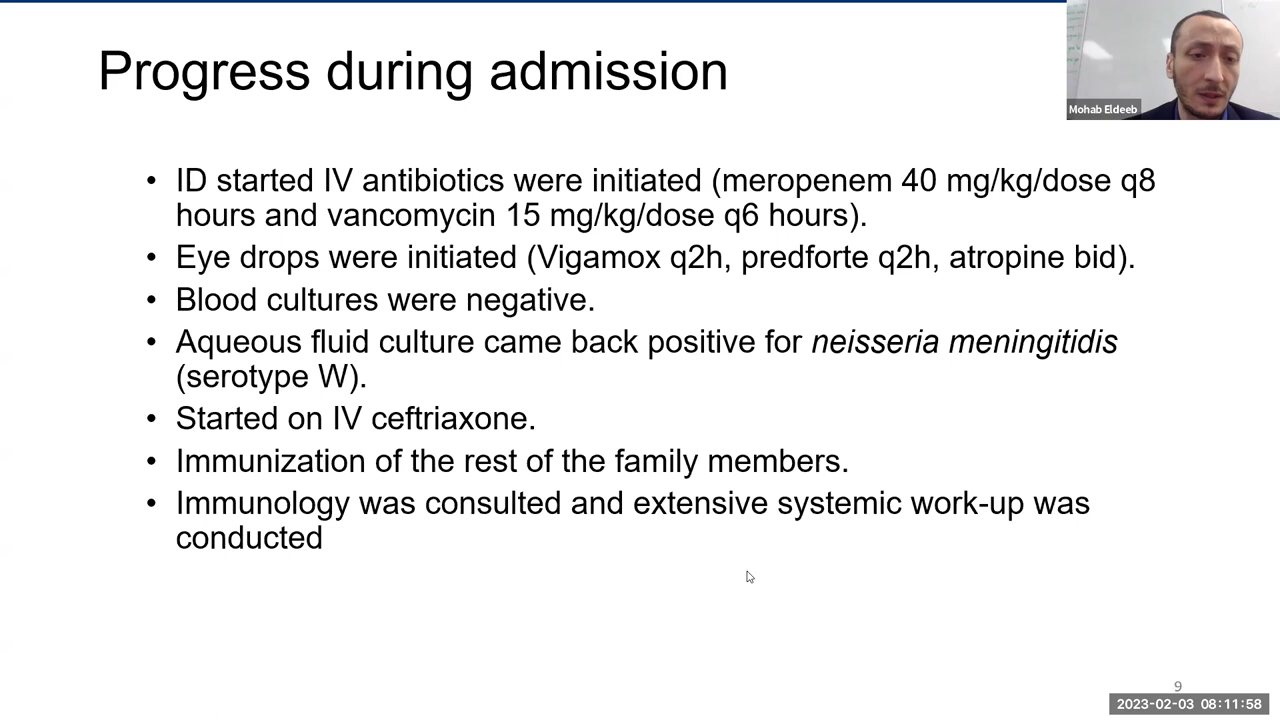 Progress during admission
Mohab Eldeeb
• ID started IV antibiotics were initiated (meropenem 40 mg/kg/dose q8
hours and vancomycin 15 mg/kg/dose q6 hours).
• Eye drops were initiated (Vigamox q2h, predforte q2h, atropine bid).
• Blood cultures were negative.
• Aqueous fluid culture came back positive for neisseria meningitidis
(serotype W).
• Started on IV ceftriaxone.
• Immunization of the rest of the family members.
• Immunology was consulted and extensive systemic work-up was
conducted
9
2023-02-03 08:11:58